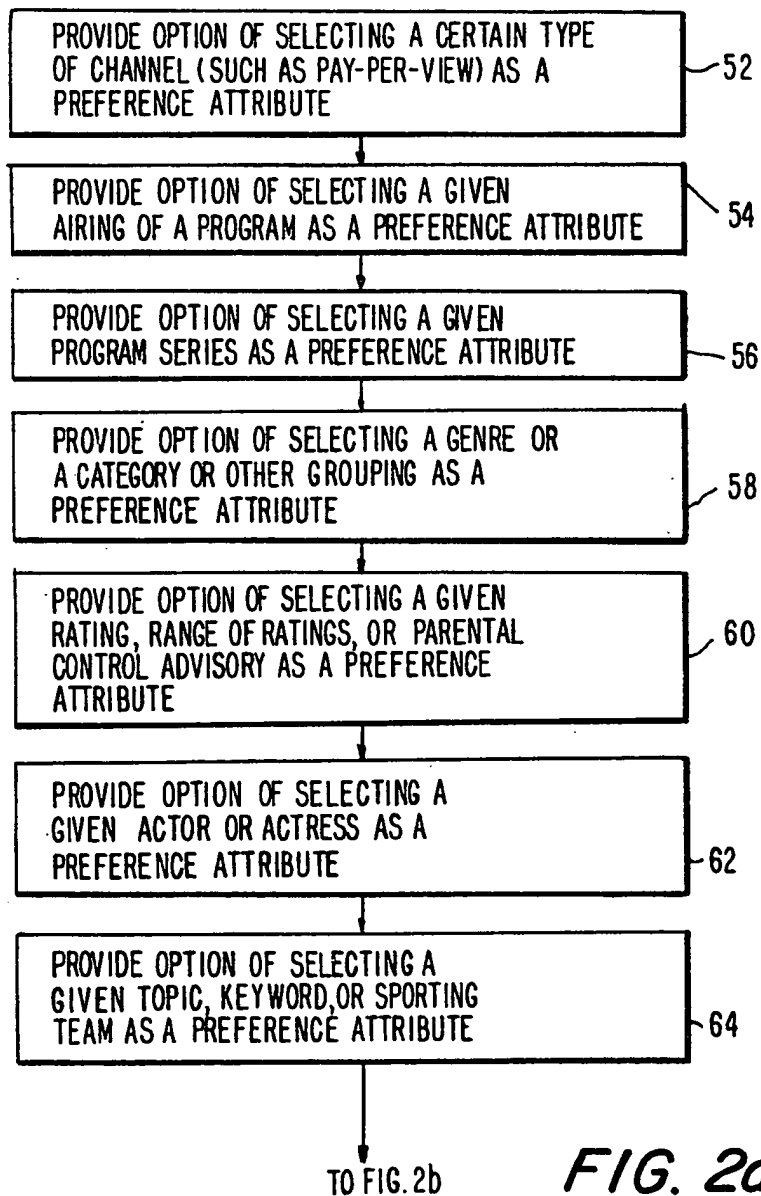 PROVIDE OPTION OF SELECTING A CERTAIN TYPE
OF CHANNEL (SUCH AS PAY-PER-VIEW) AS A
PREFERENCE ATTRIBUTE
52
PROVIDE OPTION OF SELECTING A GIVEN
AIRING OF A PROGRAM AS A PREFERENCE ATTRIBUTE
54
PROVIDE OPTION OF SELECTING A GIVEN
PROGRAM SERIES AS A PREFERENCE ATTRIBUTE
56
PROVIDE OPTION OF SELECTING A GENRE OR
A CATEGORY OR OTHER GROUPING AS A
PREFERENCE ATTRIBUTE
58
PROVIDE OPTION OF SELECTING A GIVEN
RATING, RANGE OF RATINGS, OR PARENTAL
CONTROL ADVISORY AS A PREFERENCE
ATTRIBUTE
60
PROVIDE OPTION OF SELECTING A
GIVEN ACTOR OR ACTRESS AS A
PREFERENCE ATTRIBUTE
62
PROVIDE OPTION OF SELECTING A
GIVEN TOPIC, KEYWORD, OR SPORTING
TEAM AS A PREFERENCE ATTRIBUTE
64
TO FIG. 2b
FIG. 2a